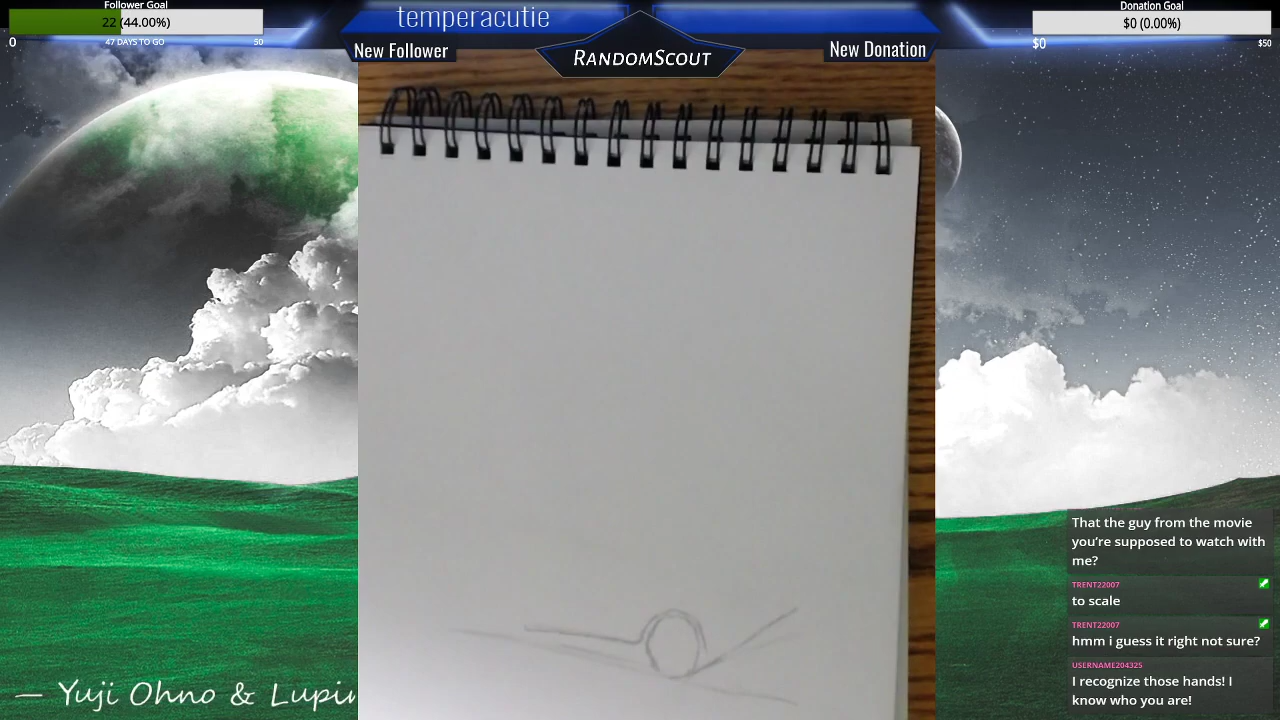 Follower Goal
22 (44.00%)
0
47 DAYS TO GO
50
temperacutie
New Follower
RANDOMSCOUT
New Donation
Donation Goal
$0 (0.00%)
$0
$50
That the guy from the movie
you're supposed to watch with
me?
TRENT22007
to scale
TRENT22007
hmm i guess it right not sure?
USERNAME204325
I recognize those hands! I
know who you are!
— Yuji Ohno & Lupin